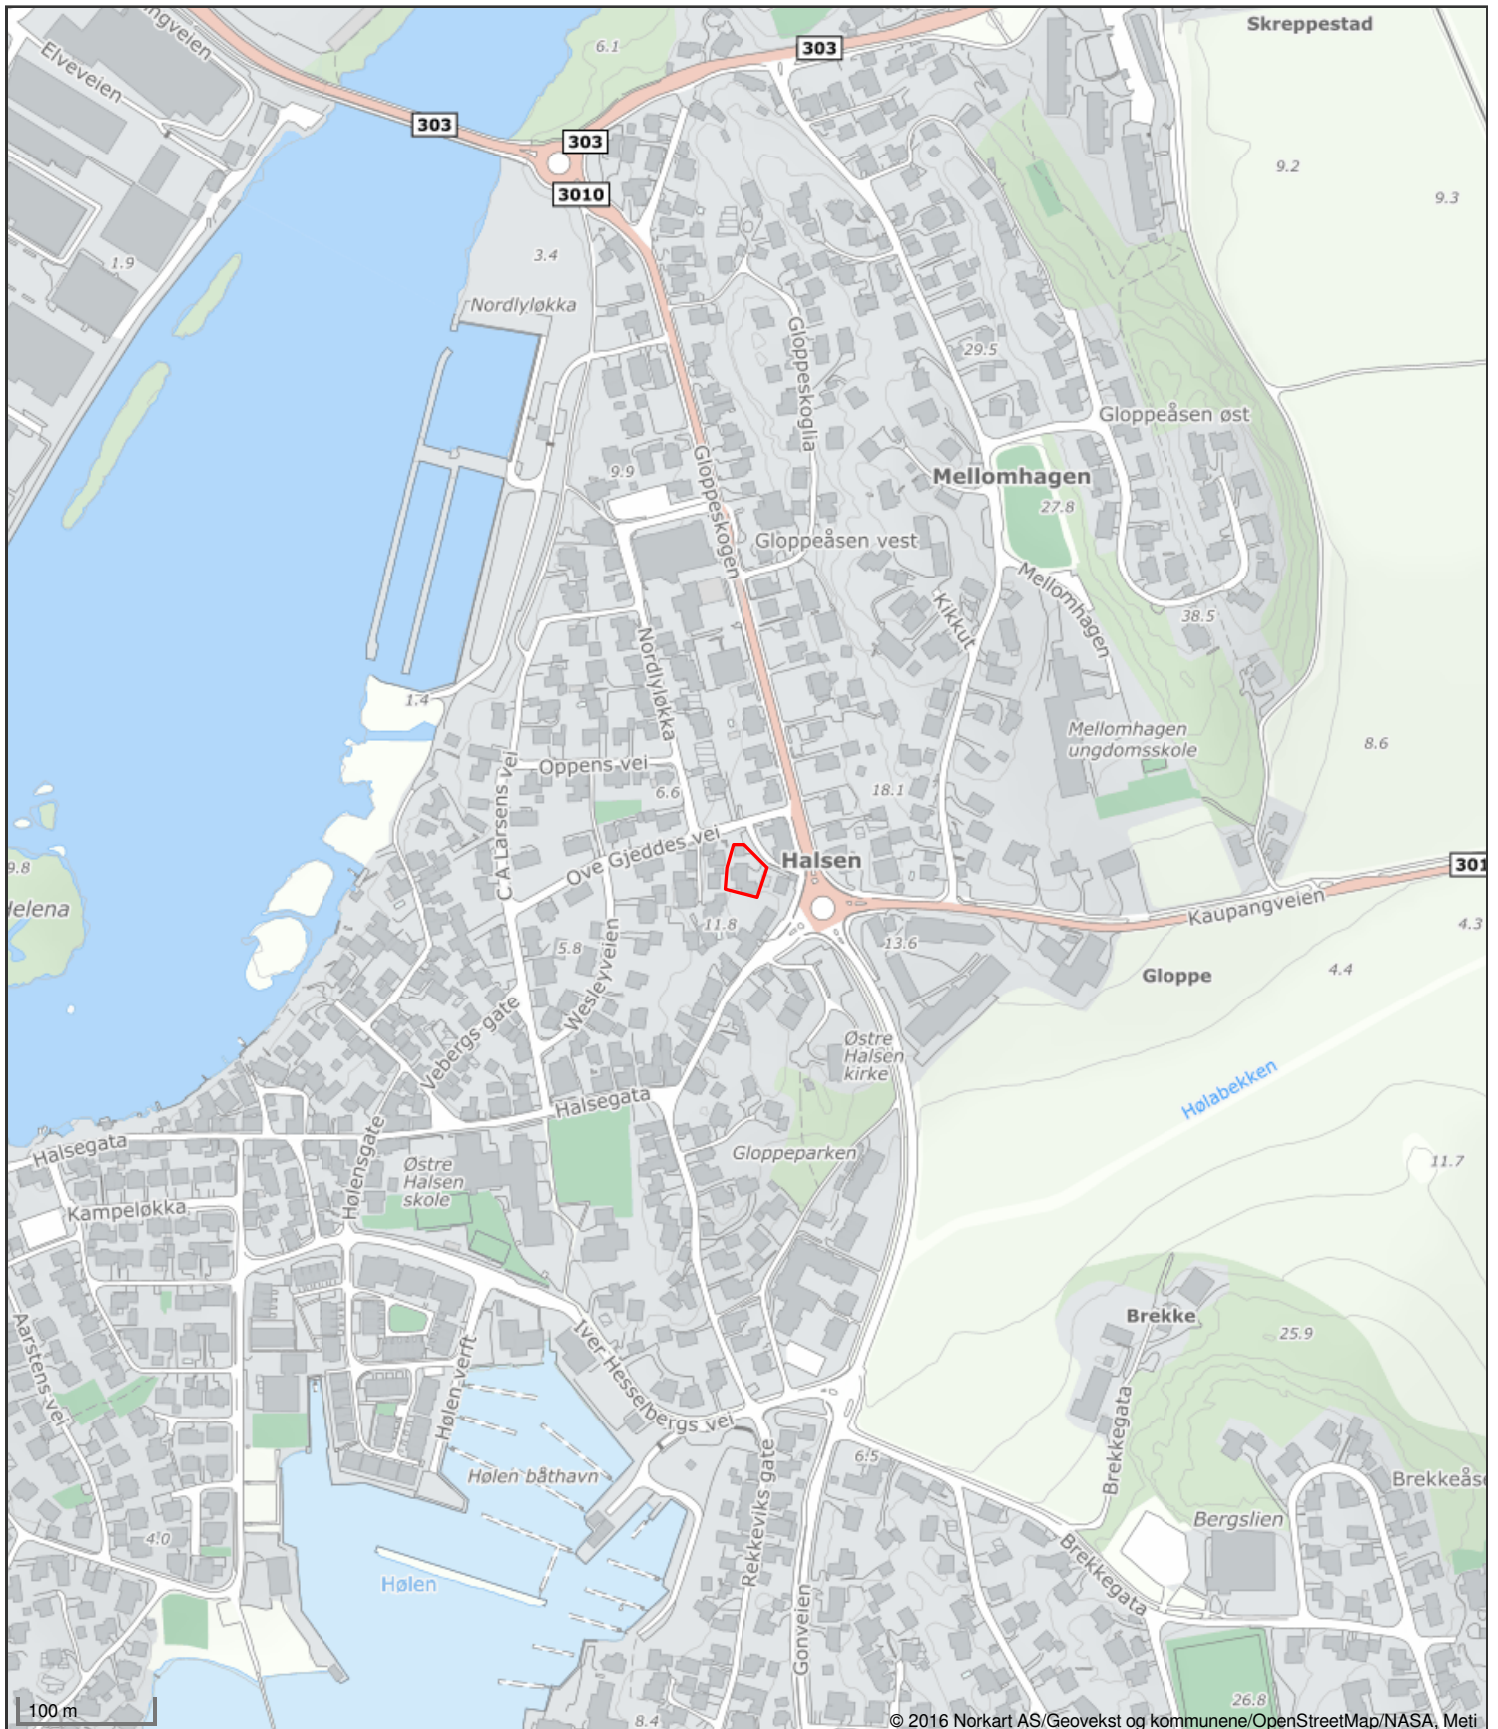 Skreppestad
ngveien
Elveveien
6.1
303
303
303
3010
9.2
9.3
3.4
1.9
Nordlyløkka
Gloppeskoglia
29.5
Gloppeåsen øst
Gloppeskogen
9.9
Mellomhagen
27.8
Gloppeåsen vest
Mellomhagen
Kikkut
38.5
Nordlyløkka
1.4
Mellomhagen
ungdomsskole
8.6
C.A.Larsens vei
Oppens vei
6.6
18.1
Ove Gjeddes vei
Halsen
301
9.8
Helena
Kaupangveien
4.3
11.8
13.6
5.8
Wesleyveien
Gloppe
4.4
Vebergs gate
Østre
Halsen
kirke
Hølabekken
Halsegata
Halsegata
Hølensgate
Østre
Halsen
skole
Gloppeparken
11.7
Kampeløkka
Aarstens vei
Iver Hesselbergs vei
Hølen verft
Brekke
25.9
Brekkegata
Hølen båthavn
Rekkeviks gate
6.5
Brekkeåse
Bergslien
4.0
Brekkegata
Hølen
Gonveien
26.8
8.4
100 m
© 2016 Norkart AS/Geovekst og kommunene/OpenStreetMap/NASA, Meti